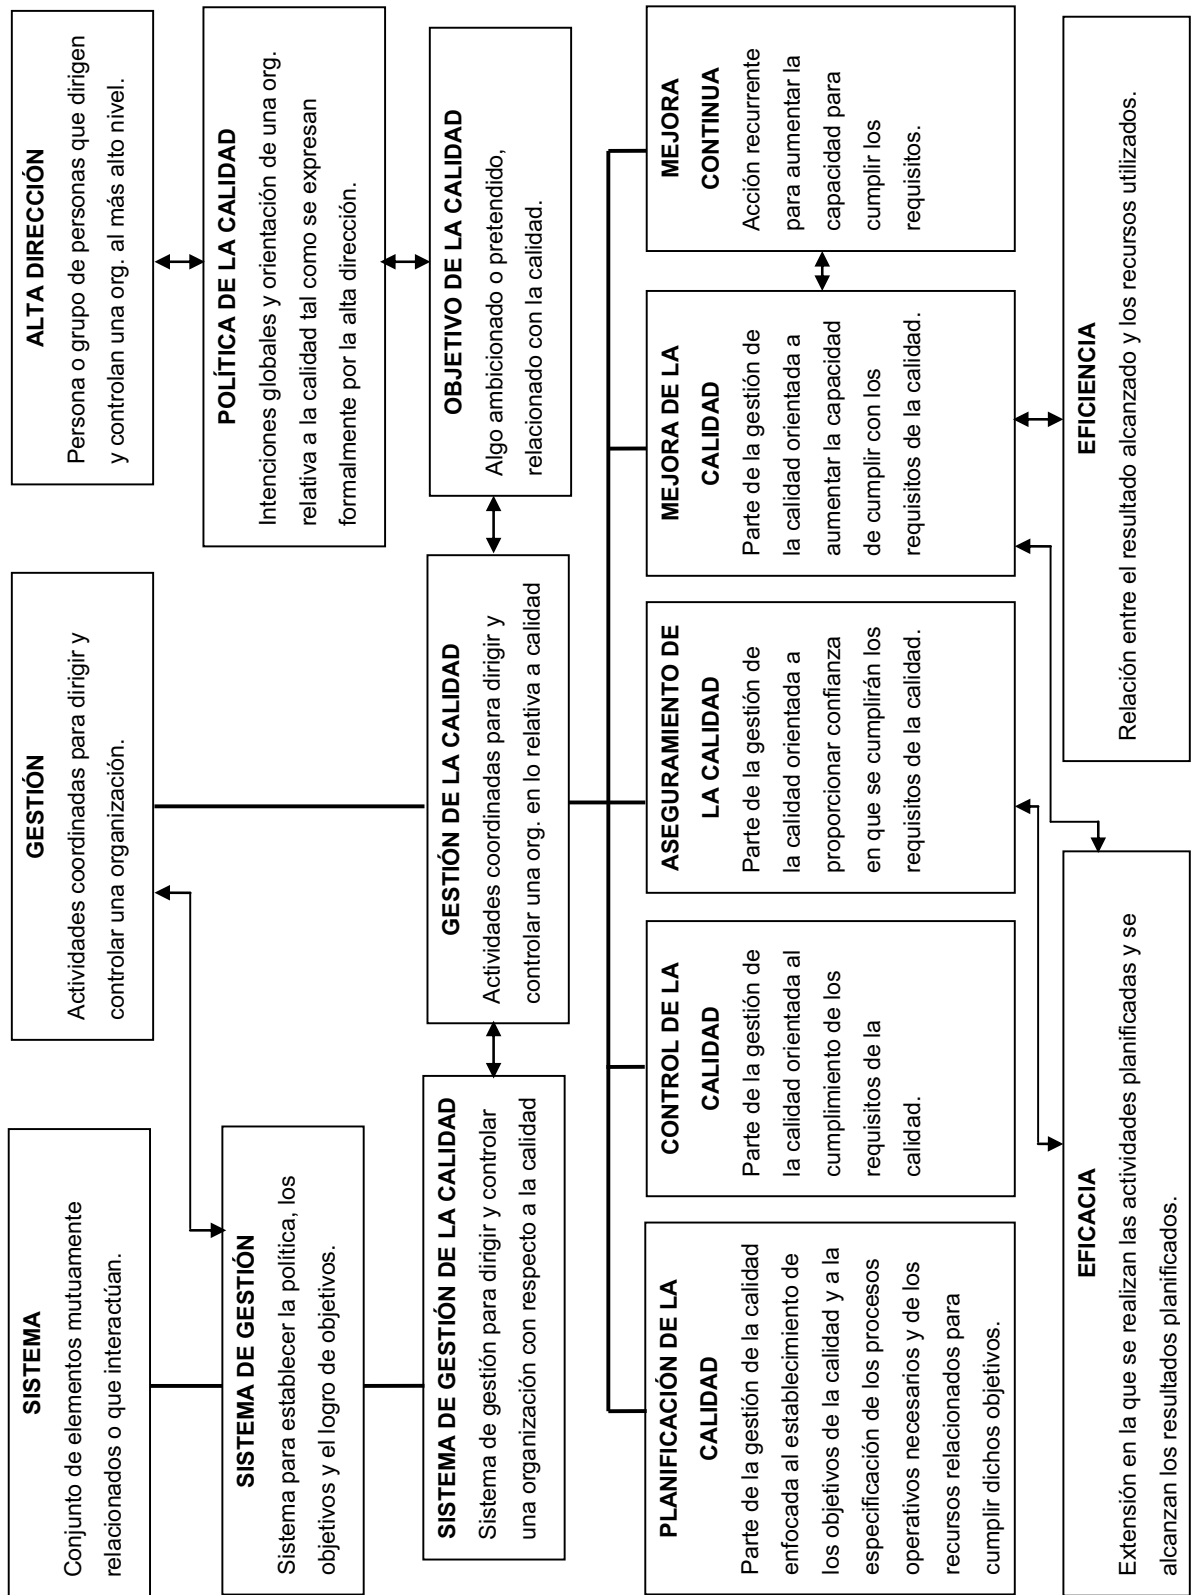 SISTEMA
Conjunto de elementos mutuamente
relacionados o que interactúan.
GESTIÓN
Actividades coordinadas para dirigir y
controlar una organización.
ALTA DIRECCIÓN
Persona o grupo de personas que dirigen
y controlan una org. al más alto nivel.
SISTEMA DE GESTIÓN
Sistema para establecer la política, los
objetivos y el logro de objetivos.
POLÍTICA DE LA CALIDAD
Intenciones globales y orientación de una org.
relativa a la calidad tal como se expresan
formalmente por la alta dirección.
SISTEMA DE GESTIÓN DE LA CALIDAD
Sistema de gestión para dirigir y controlar
una organización con respecto a la calidad
GESTIÓN DE LA CALIDAD
Actividades coordinadas para dirigir y
controlar una org. en lo relativa a calidad
OBJETIVO DE LA CALIDAD
Algo ambicionado o pretendido,
relacionado con la calidad.
PLANIFICACIÓN DE LA
CALIDAD
Parte de la gestión de la calidad
enfocada al establecimiento de
los objetivos de la calidad y a la
especificación de los procesos
operativos necesarios y de los
recursos relacionados para
cumplir dichos objetivos.
CONTROL DE LA
CALIDAD
Parte de la gestión de
la calidad orientada al
cumplimiento de los
requisitos de la
calidad.
ASEGURAMIENTO DE
LA CALIDAD
Parte de la gestión de
la calidad orientada a
proporcionar confianza
en que se cumplirán los
requisitos de la calidad.
MEJORA DE LA
CALIDAD
Parte de la gestión de
la calidad orientada a
aumentar la capacidad
de cumplir con los
requisitos de la calidad.
MEJORA
CONTINUA
Acción recurrente
para aumentar la
capacidad para
cumplir los
requisitos.
EFICACIA
Extensión en la que se realizan las actividades planificadas y se
alcanzan los resultados planificados.
EFICIENCIA
Relación entre el resultado alcanzado y los recursos utilizados.